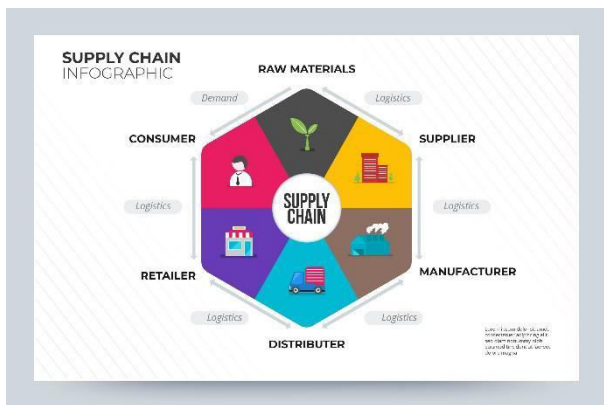 SUPPLY CHAIN
INFOGRAPHIC
RAW MATERIALS
Demand
Logistics
CONSUMER
SUPPLIER
Logistics
SUPPLY
CHAIN
Logistics
RETAILER
MANUFACTURER
Logistics
Logistics
DISTRIBUTER